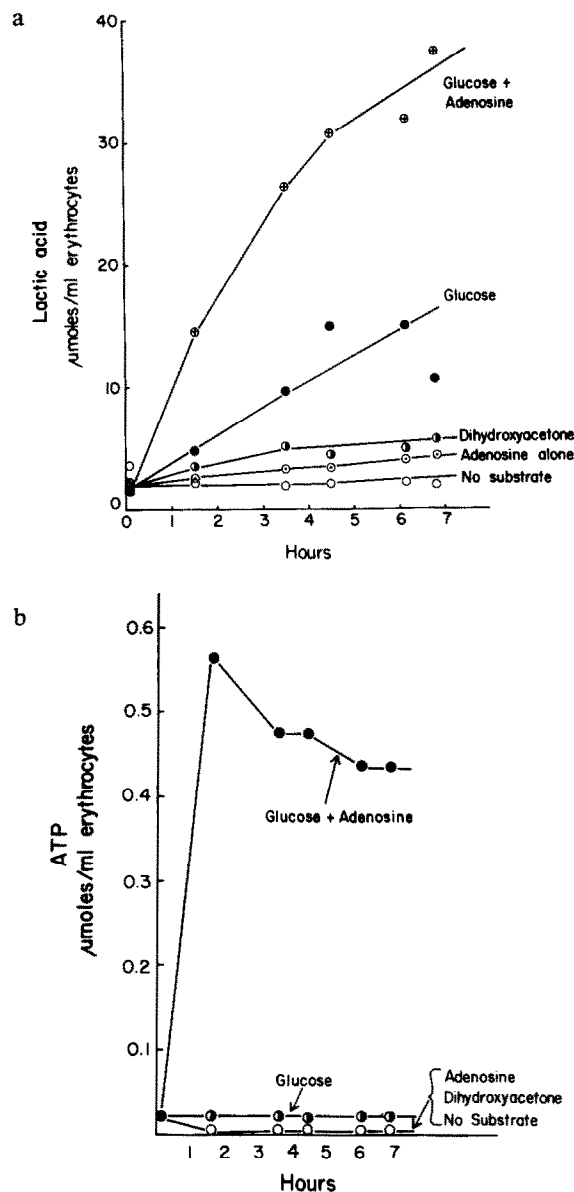 a
40
30
20
10
0
Lactic acid
µmoles/ml erythrocytes
Glucose +
Adenosine
Glucose
Dihydroxyacetone
Adenosine alone
No substrate
0 1 2 3 4 5 6 7
Hours
b
0.6
0.5
0.4
0.3
0.2
0.1
ATP
µmoles/ml erythrocytes
Glucose + Adenosine
Glucose
Adenosine
Dihydroxyacetone
No Substrate
1 2 3 4 5 6 7
Hours